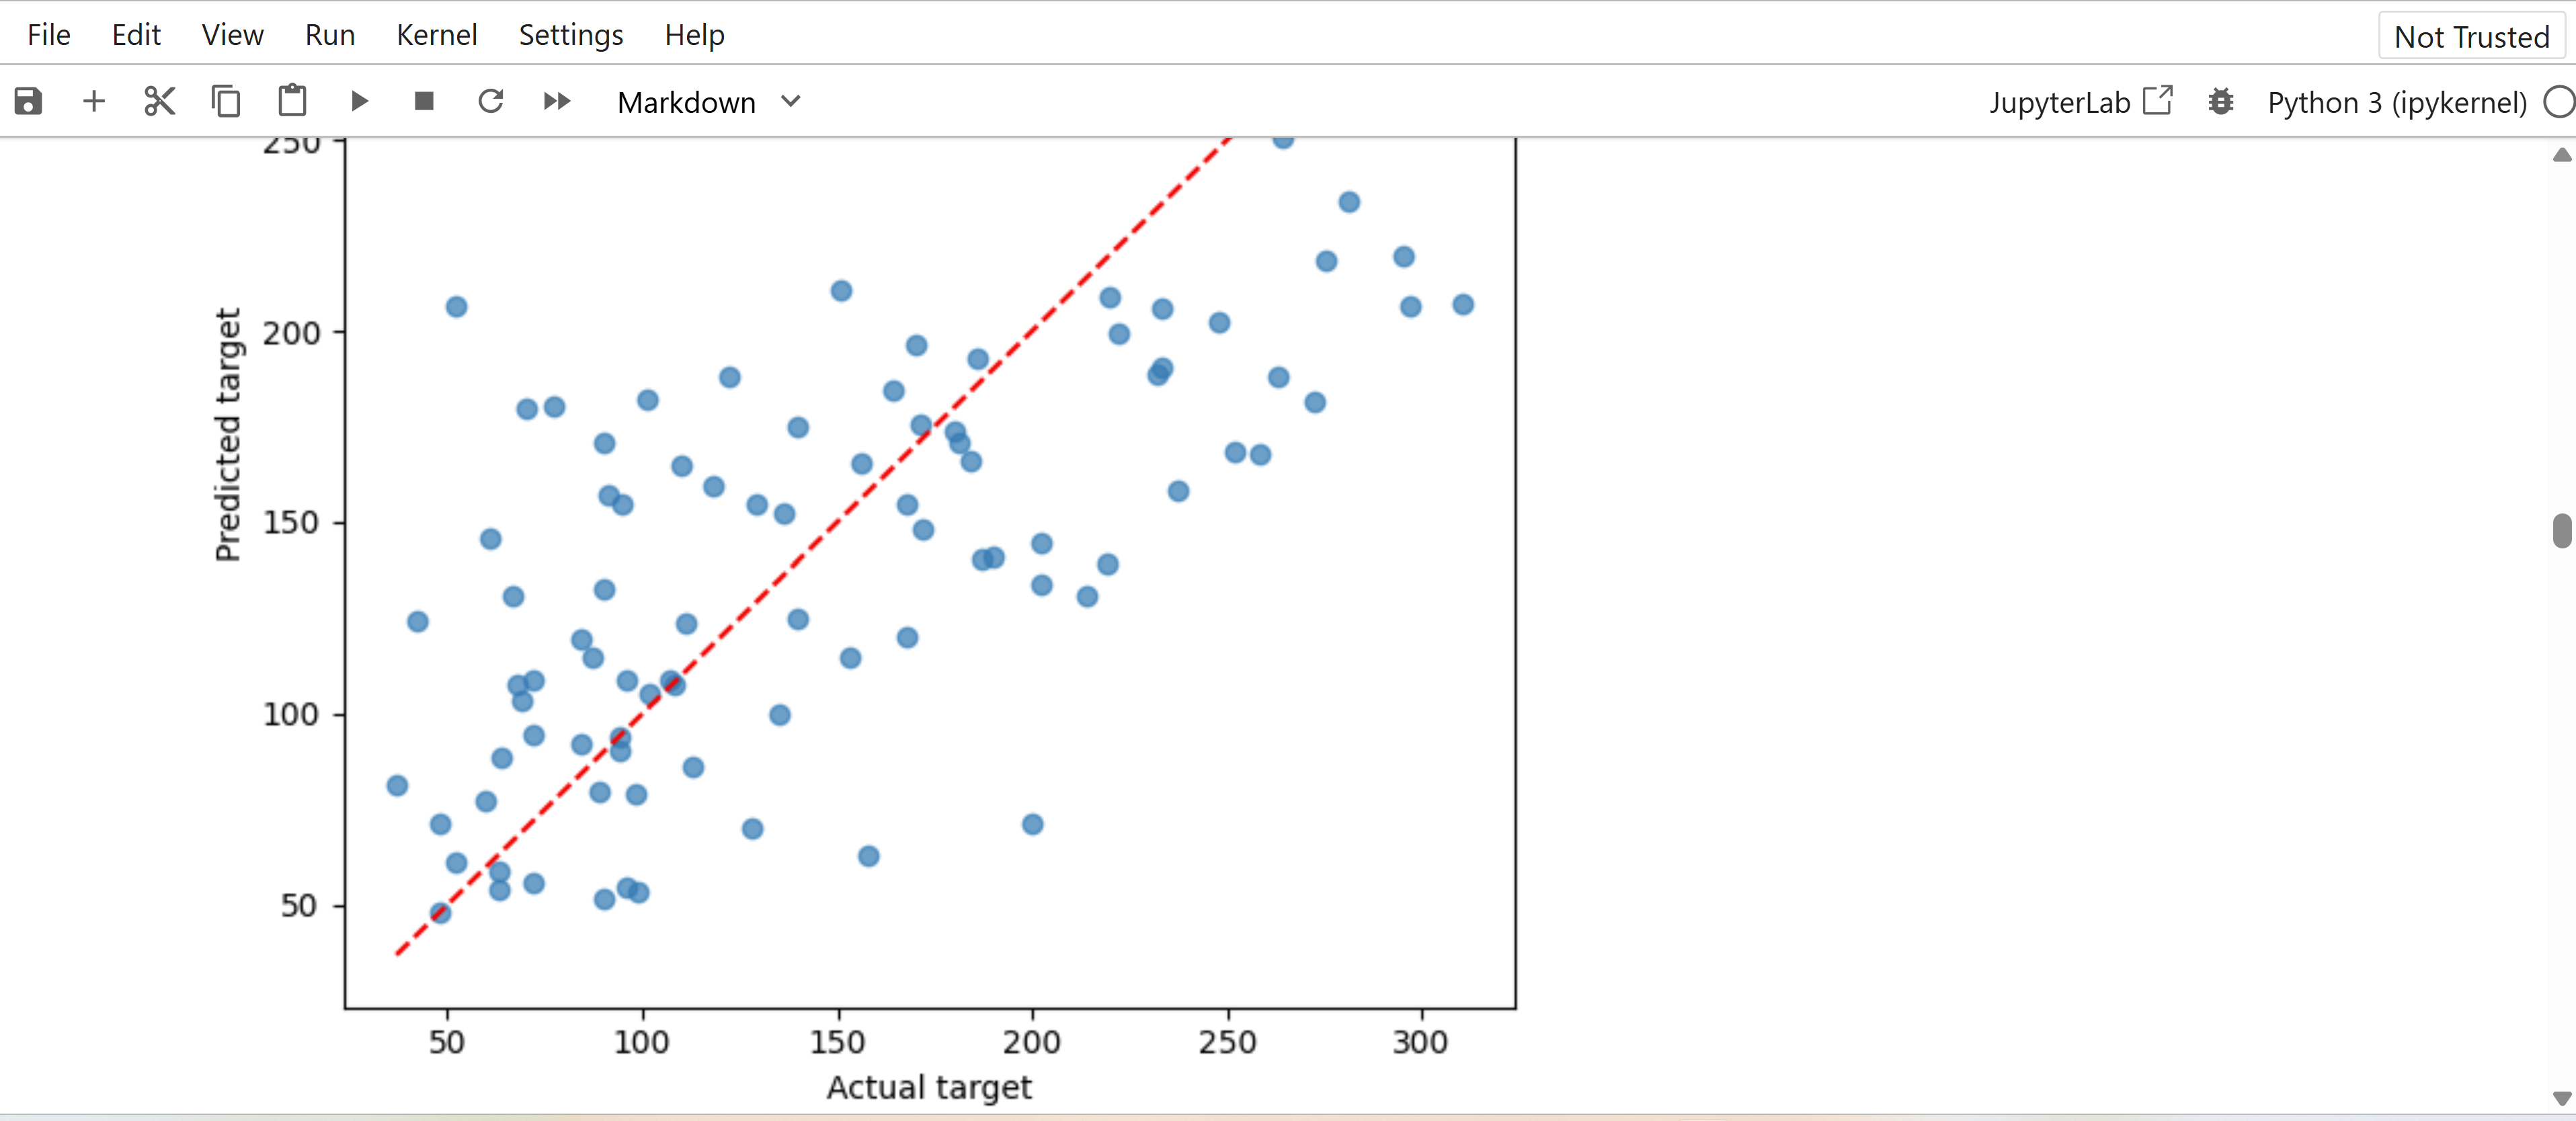 File Edit View Run Kernel Settings Help Not Trusted
Markdown JupyterLab Python 3 (ipykernel)
250
200
150
100
50
Predicted target
50 100 150 200 250 300
Actual target